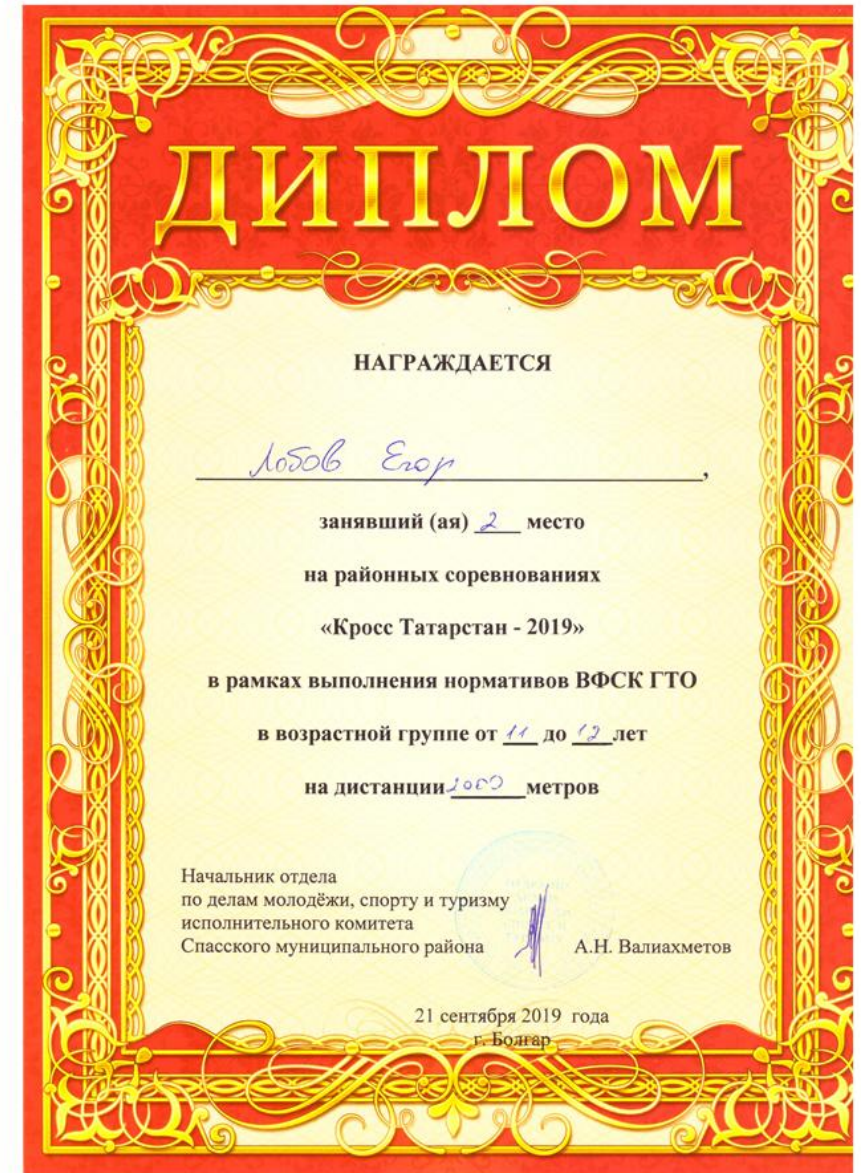 ДИПЛОМ
НАГРАЖДАЕТСЯ
Лобов Егор,
занявший (ая) 2 место
на районных соревнованиях
«Кросс Татарстан - 2019»
в рамках выполнения нормативов ВФСК ГТО
в возрастной группе от 11 до 12 лет
на дистанции 2000 метров
Начальник отдела
по делам молодёжи, спорту и туризму
исполнительного комитета
Спасского муниципального района А.Н. Валиахметов
21 сентября 2019 года
г. Болгар